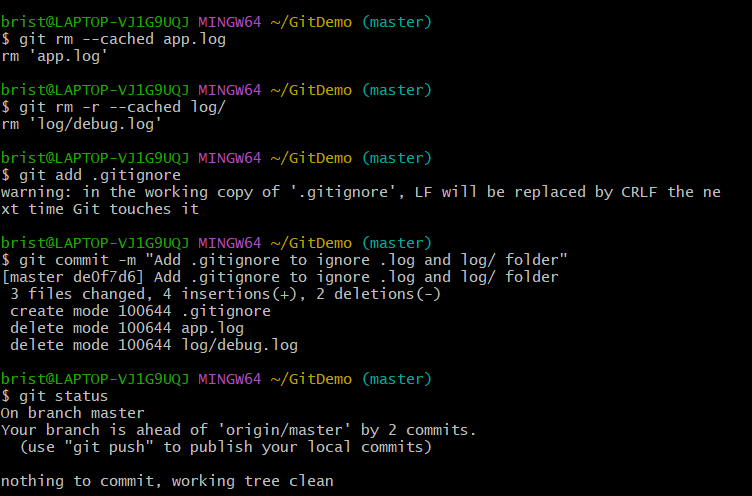 brist@LAPTOP-VJ1G9UQJ MINGW64 ~/GitDemo (master)
$ git rm --cached app.log
rm 'app.log'
brist@LAPTOP-VJ1G9UQJ MINGW64 ~/GitDemo (master)
$ git rm -r --cached log/
rm 'log/debug.log'
brist@LAPTOP-VJ1G9UQJ MINGW64 ~/GitDemo (master)
$ git add .gitignore
warning: in the working copy of '.gitignore', LF will be replaced by CRLF the ne
xt time Git touches it
brist@LAPTOP-VJ1G9UQJ MINGW64 ~/GitDemo (master)
$ git commit -m "Add .gitignore to ignore .log and log/ folder"
[master de0f7d6] Add .gitignore to ignore .log and log/ folder
 3 files changed, 4 insertions(+), 2 deletions(-)
 create mode 100644 .gitignore
 delete mode 100644 app.log
 delete mode 100644 log/debug.log
brist@LAPTOP-VJ1G9UQJ MINGW64 ~/GitDemo (master)
$ git status
On branch master
Your branch is ahead of 'origin/master' by 2 commits.
  (use "git push" to publish your local commits)
nothing to commit, working tree clean